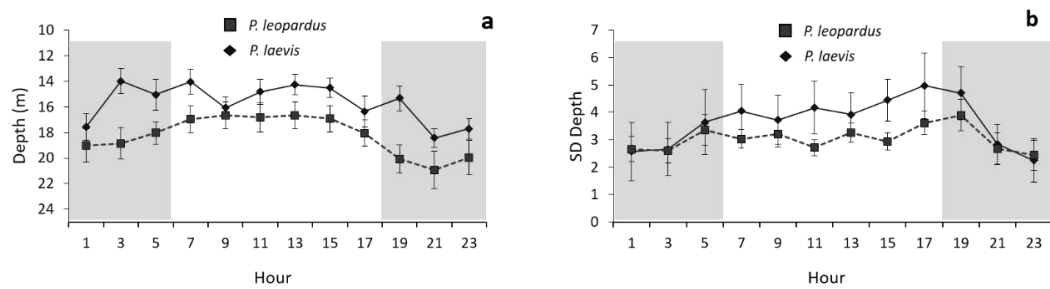 a
P. leopardus
P. laevis
10
12
14
16
18
20
22
24
Depth (m)
1 3 5 7 9 11 13 15 17 19 21 23
Hour
b
P. leopardus
P. laevis
7
6
5
4
3
2
1
0
SD Depth
1 3 5 7 9 11 13 15 17 19 21 23
Hour